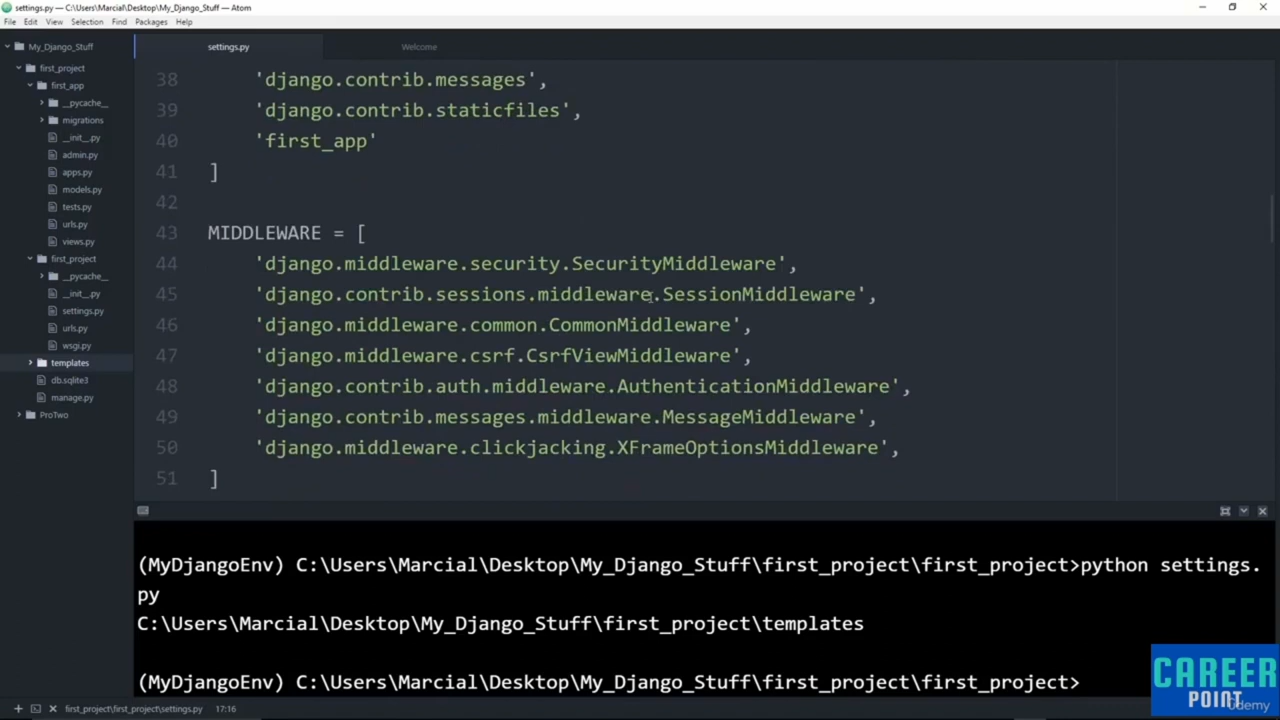 settings.py — C:\Users\Marcial\Desktop\My_Django_Stuff — Atom
File Edit View Selection Find Packages Help
My_Django_Stuff
first_project
first_app
__pycache__
migrations
__init__.py
admin.py
apps.py
models.py
tests.py
urls.py
views.py
first_project
__pycache__
__init__.py
settings.py
urls.py
wsgi.py
templates
db.sqlite3
manage.py
ProTwo
settings.py Welcome
38 'django.contrib.messages',
39 'django.contrib.staticfiles',
40 'first_app'
41 ]
42
43 MIDDLEWARE = [
44 'django.middleware.security.SecurityMiddleware',
45 'django.contrib.sessions.middleware.SessionMiddleware',
46 'django.middleware.common.CommonMiddleware',
47 'django.middleware.csrf.CsrfViewMiddleware',
48 'django.contrib.auth.middleware.AuthenticationMiddleware',
49 'django.contrib.messages.middleware.MessageMiddleware',
50 'django.middleware.clickjacking.XFrameOptionsMiddleware',
51 ]
(MyDjangoEnv) C:\Users\Marcial\Desktop\My_Django_Stuff\first_project\first_project>python settings.
py
C:\Users\Marcial\Desktop\My_Django_Stuff\first_project\templates
(MyDjangoEnv) C:\Users\Marcial\Desktop\My_Django_Stuff\first_project\first_project>
first_project\first_project\settings.py 17:16
CAREER
POINT
Udemy